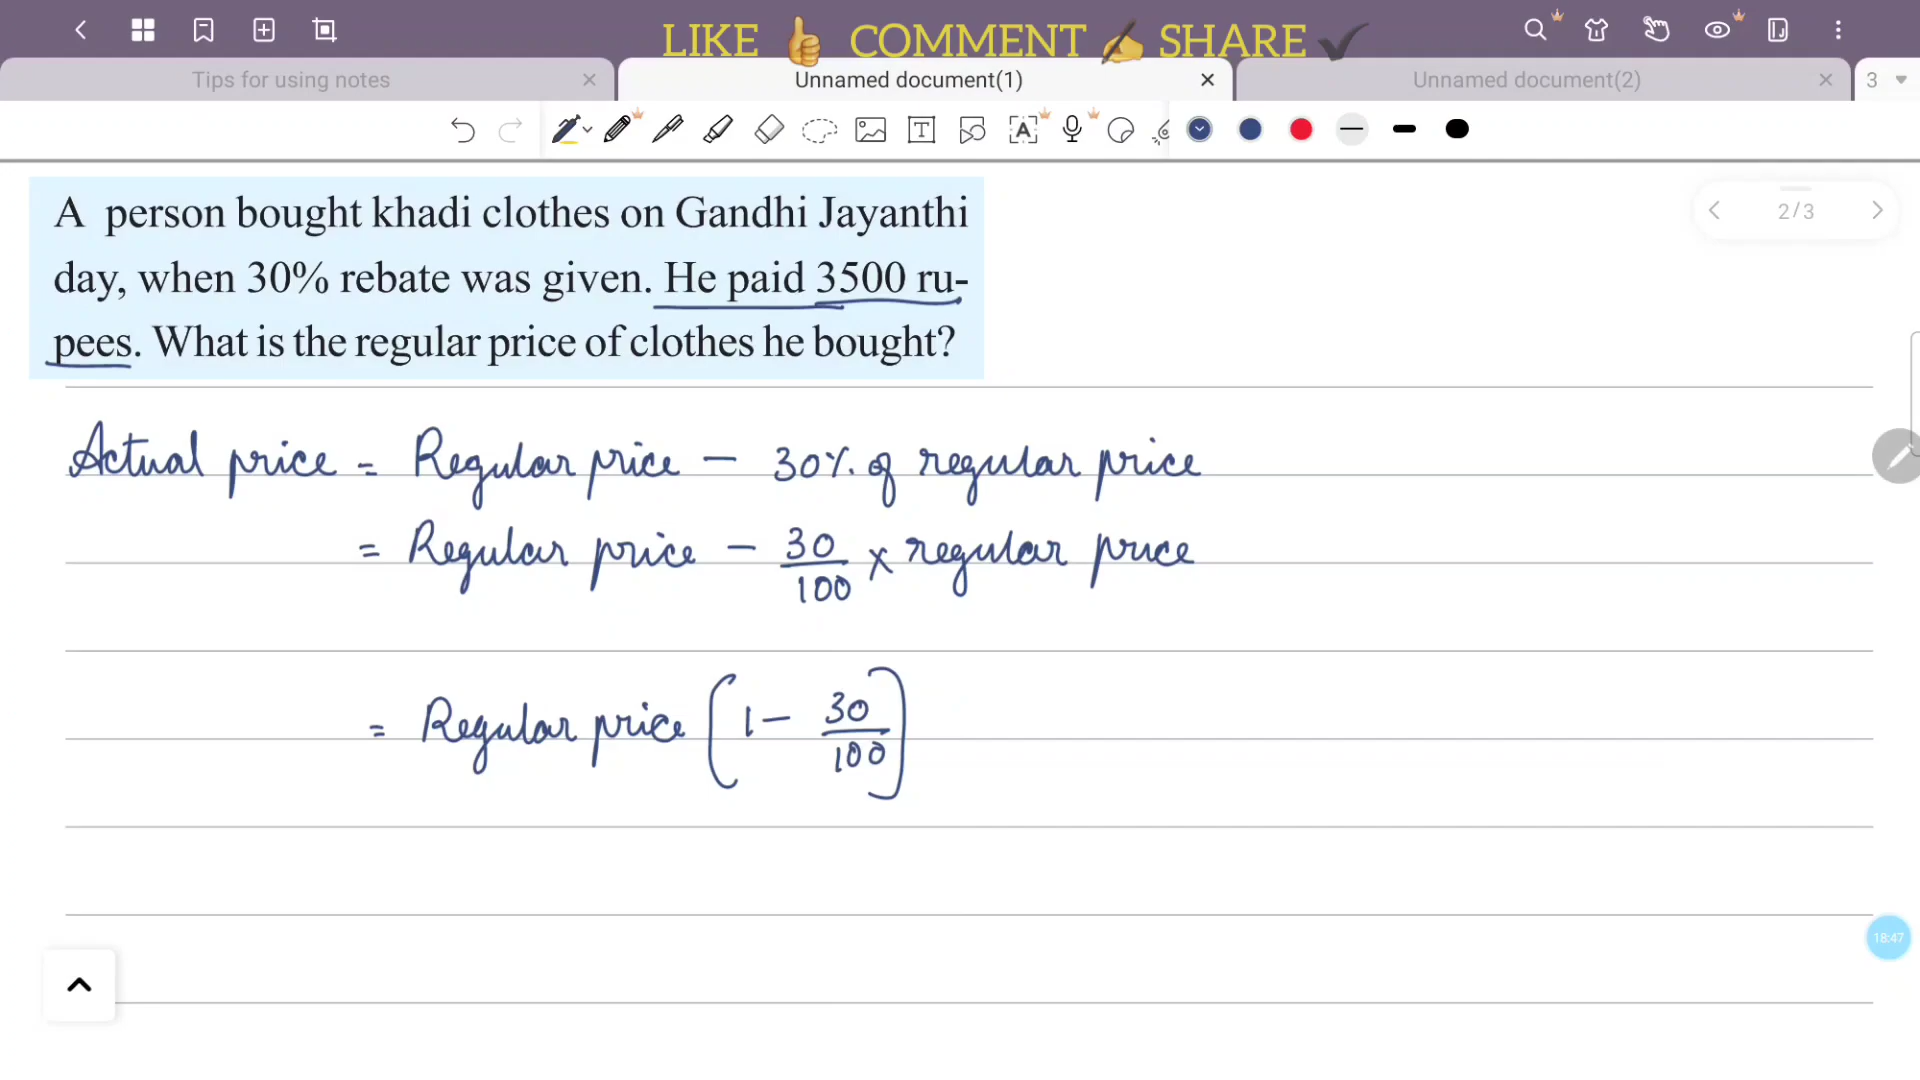 LIKE 👍 COMMENT ✍ SHARE ✔
Tips for using notes
Unnamed document(1)
Unnamed document(2)
3
A person bought khadi clothes on Gandhi Jayanthi
day, when 30% rebate was given. He paid 3500 ru-
pees. What is the regular price of clothes he bought?
2/3
Actual price = Regular price - 30% of regular price
= Regular price - 30/100 × regular price
= Regular price (1 - 30/100)
18:47